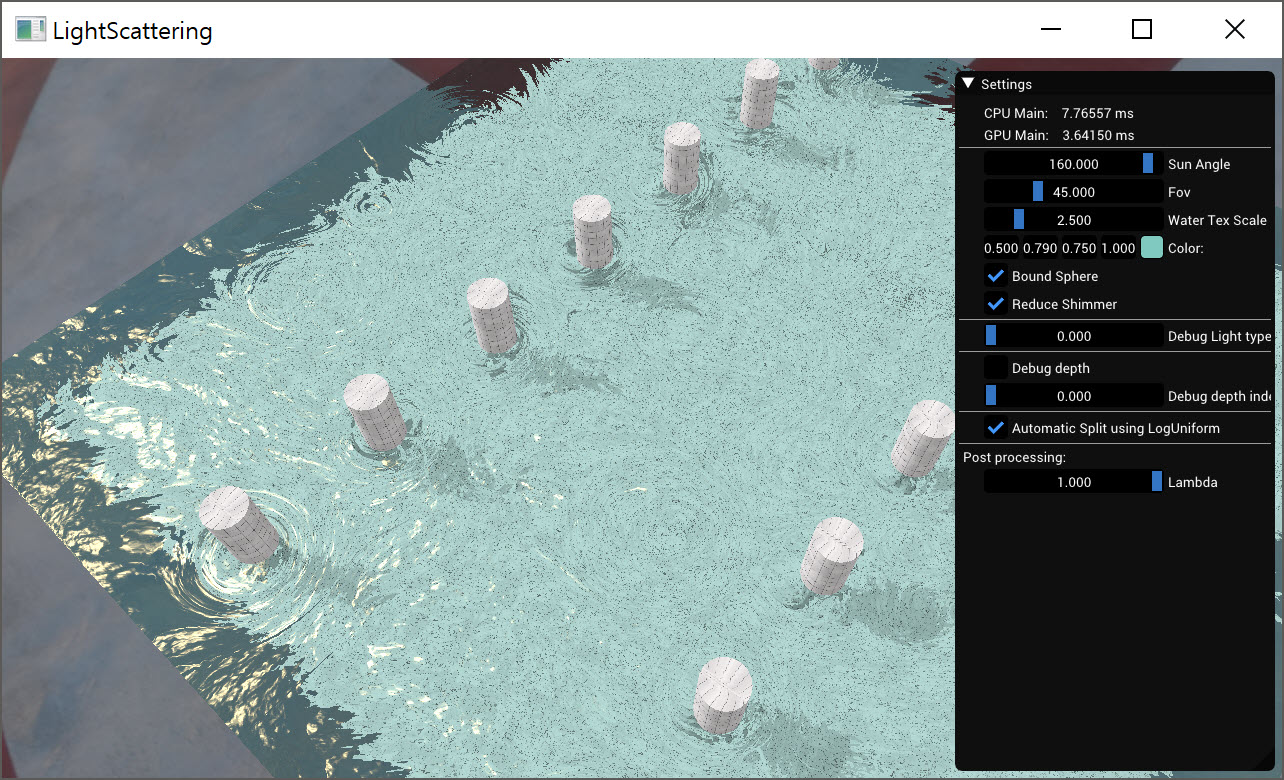 LightScattering
Settings
CPU Main: 7.76557 ms
GPU Main: 3.64150 ms
160.000 Sun Angle
45.000 Fov
2.500 Water Tex Scale
0.500 0.790 0.750 1.000 Color:
Bound Sphere
Reduce Shimmer
0.000 Debug Light type
Debug depth
0.000 Debug depth inde
Automatic Split using LogUniform
Post processing:
1.000 Lambda